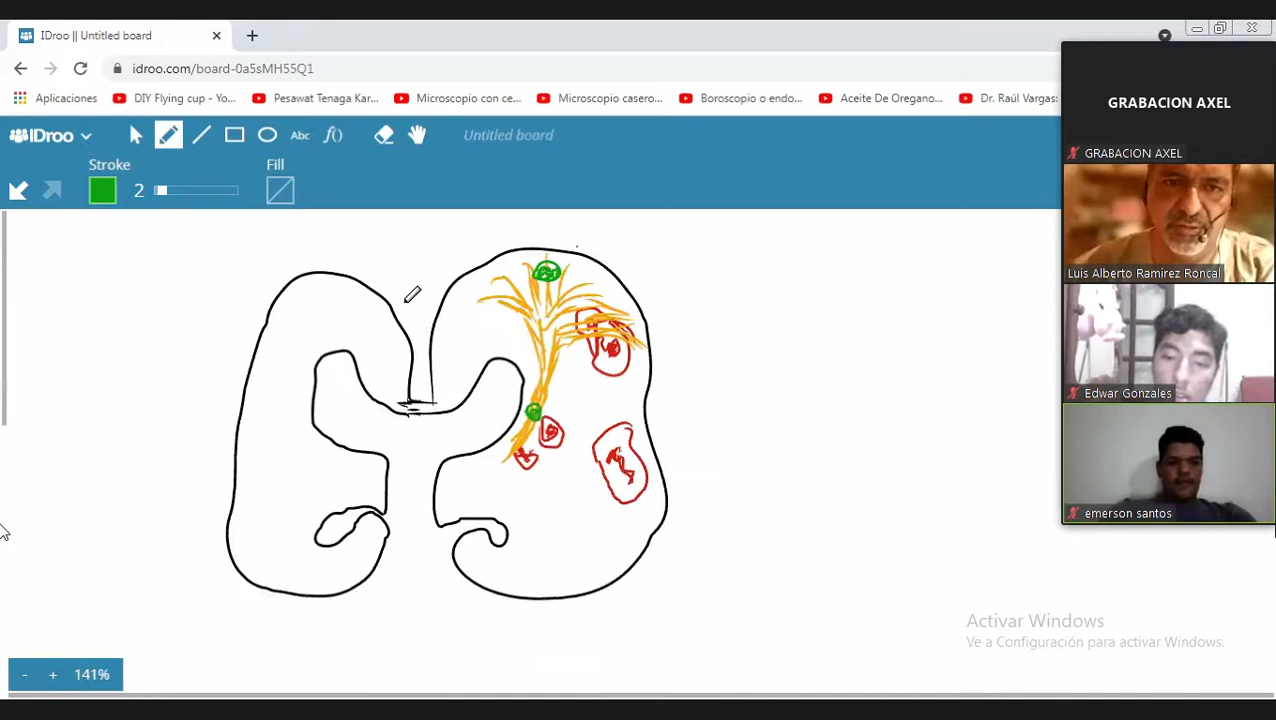 IDroo || Untitled board
idroo.com/board-0a5sMH55Q1
Aplicaciones
DIY Flying cup - Yo...
Pesawat Tenaga Kar...
Microscopio con ce...
Microscopio casero...
Boroscopio o endo...
Aceite De Oregano...
Dr. Raúl Vargas:
IDroo
Abc
f()
Untitled board
Stroke
Fill
2
GRABACION AXEL
GRABACION AXEL
Luis Alberto Ramirez Roncal
Edwar Gonzales
emerson santos
Activar Windows
Ve a Configuración para activar Windows.
- + 141%